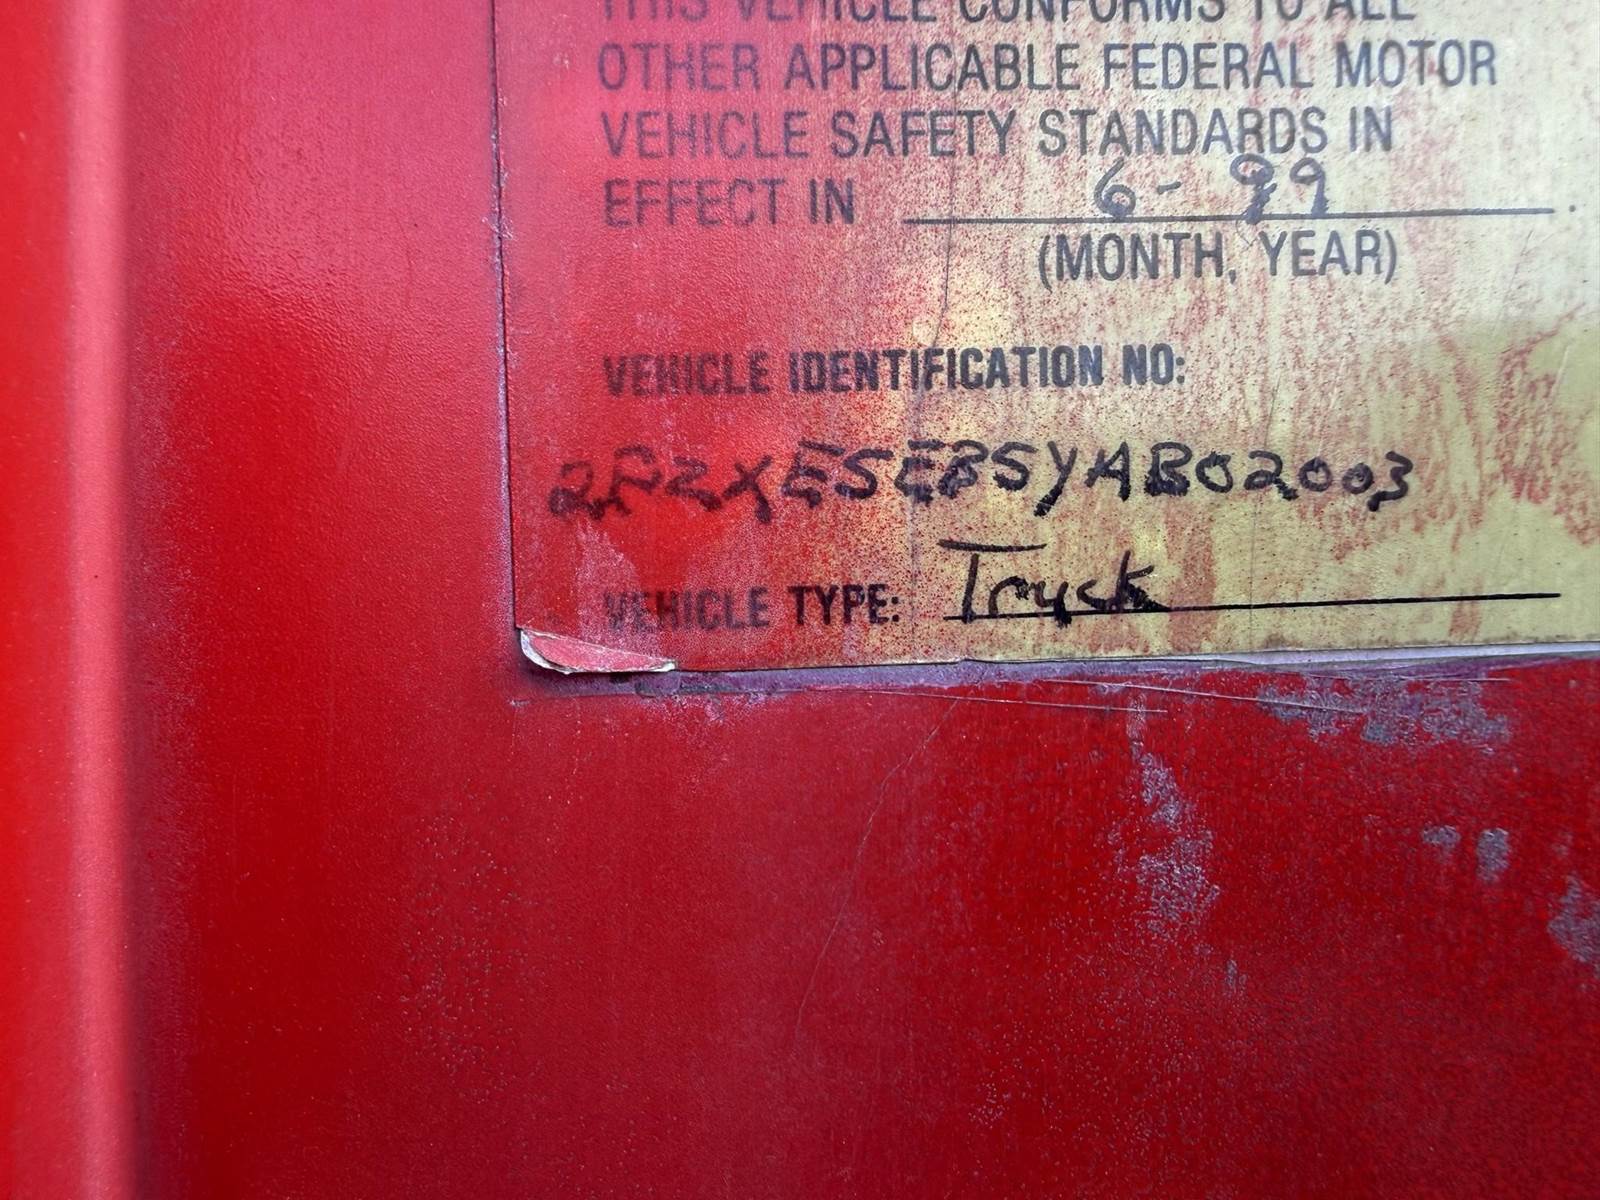 THIS VEHICLE CONFORMS TO ALL
OTHER APPLICABLE FEDERAL MOTOR
VEHICLE SAFETY STANDARDS IN
EFFECT IN 6-99.
(MONTH, YEAR)
VEHICLE IDENTIFICATION NO:
2FZXESEB5YAB02003
VEHICLE TYPE: Truck